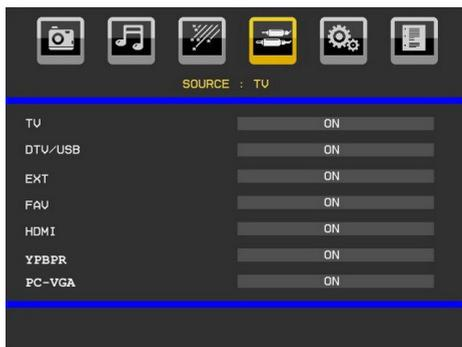 SOURCE : TV
TV ON
DTV/USB ON
EXT ON
FAV ON
HDMI ON
YPBPR ON
PC-VGA ON